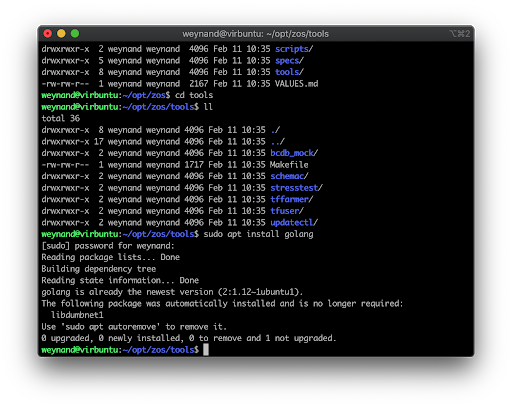 weynand@virbuntu: ~/opt/zos/tools
⌥⌘2
drwxrwxr-x  2 weynand weynand  4096 Feb 11 10:35 scripts/
drwxrwxr-x  5 weynand weynand  4096 Feb 11 10:35 specs/
drwxrwxr-x  8 weynand weynand  4096 Feb 11 10:35 tools/
-rw-rw-r--  1 weynand weynand  2167 Feb 11 10:35 VALUES.md
weynand@virbuntu:~/opt/zos$ cd tools
weynand@virbuntu:~/opt/zos/tools$ ll
total 36
drwxrwxr-x  8 weynand weynand 4096 Feb 11 10:35 ./
drwxrwxr-x 17 weynand weynand 4096 Feb 11 10:35 ../
drwxrwxr-x  2 weynand weynand 4096 Feb 11 10:35 bcdb_mock/
-rw-rw-r--  1 weynand weynand 1717 Feb 11 10:35 Makefile
drwxrwxr-x  2 weynand weynand 4096 Feb 11 10:35 schemac/
drwxrwxr-x  2 weynand weynand 4096 Feb 11 10:35 stresstest/
drwxrwxr-x  2 weynand weynand 4096 Feb 11 10:35 tffarmer/
drwxrwxr-x  2 weynand weynand 4096 Feb 11 10:35 tfuser/
drwxrwxr-x  2 weynand weynand 4096 Feb 11 10:35 updatectl/
weynand@virbuntu:~/opt/zos/tools$ sudo apt install golang
[sudo] password for weynand:
Reading package lists... Done
Building dependency tree
Reading state information... Done
golang is already the newest version (2:1.12~1ubuntu1).
The following package was automatically installed and is no longer required:
  libdumbnet1
Use 'sudo apt autoremove' to remove it.
0 upgraded, 0 newly installed, 0 to remove and 1 not upgraded.
weynand@virbuntu:~/opt/zos/tools$